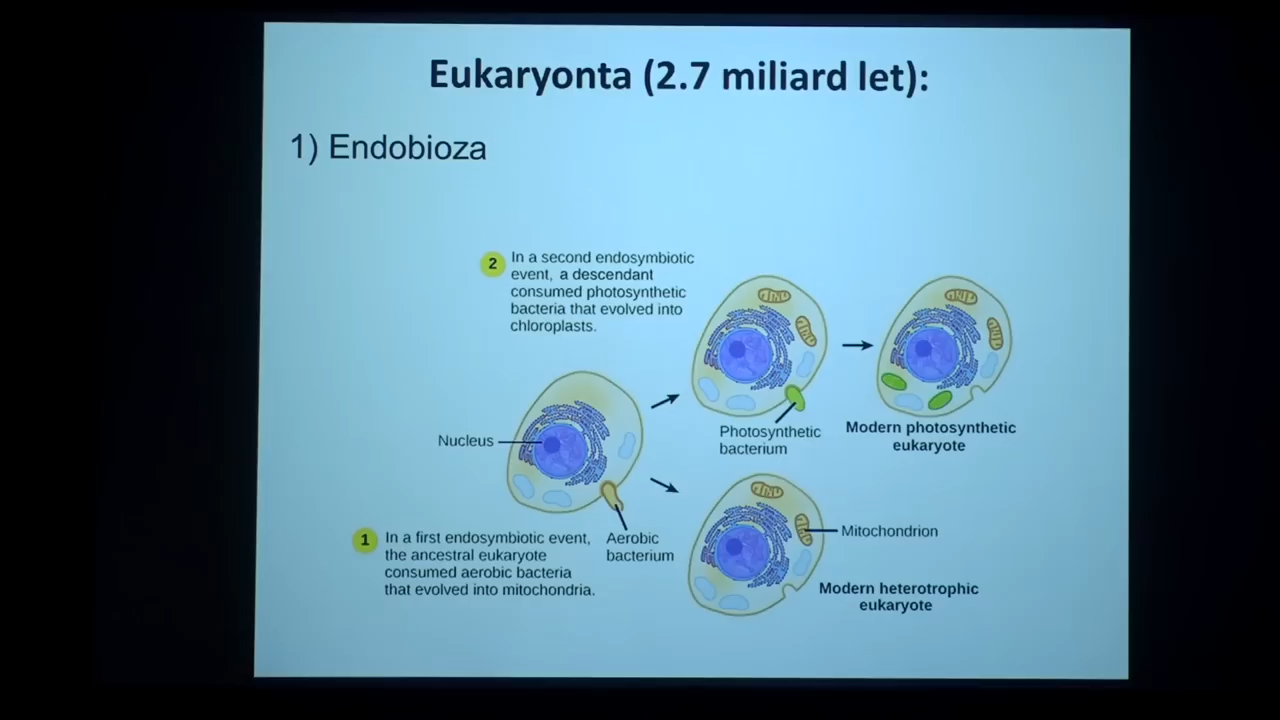 Eukaryonta (2.7 miliard let):
1) Endobioza
2 In a second endosymbiotic
event, a descendant
consumed photosynthetic
bacteria that evolved into
chloroplasts.
Photosynthetic
bacterium
Modern photosynthetic
eukaryote
Nucleus
1 In a first endosymbiotic event,
the ancestral eukaryote
consumed aerobic bacteria
that evolved into mitochondria.
Aerobic
bacterium
Mitochondrion
Modern heterotrophic
eukaryote